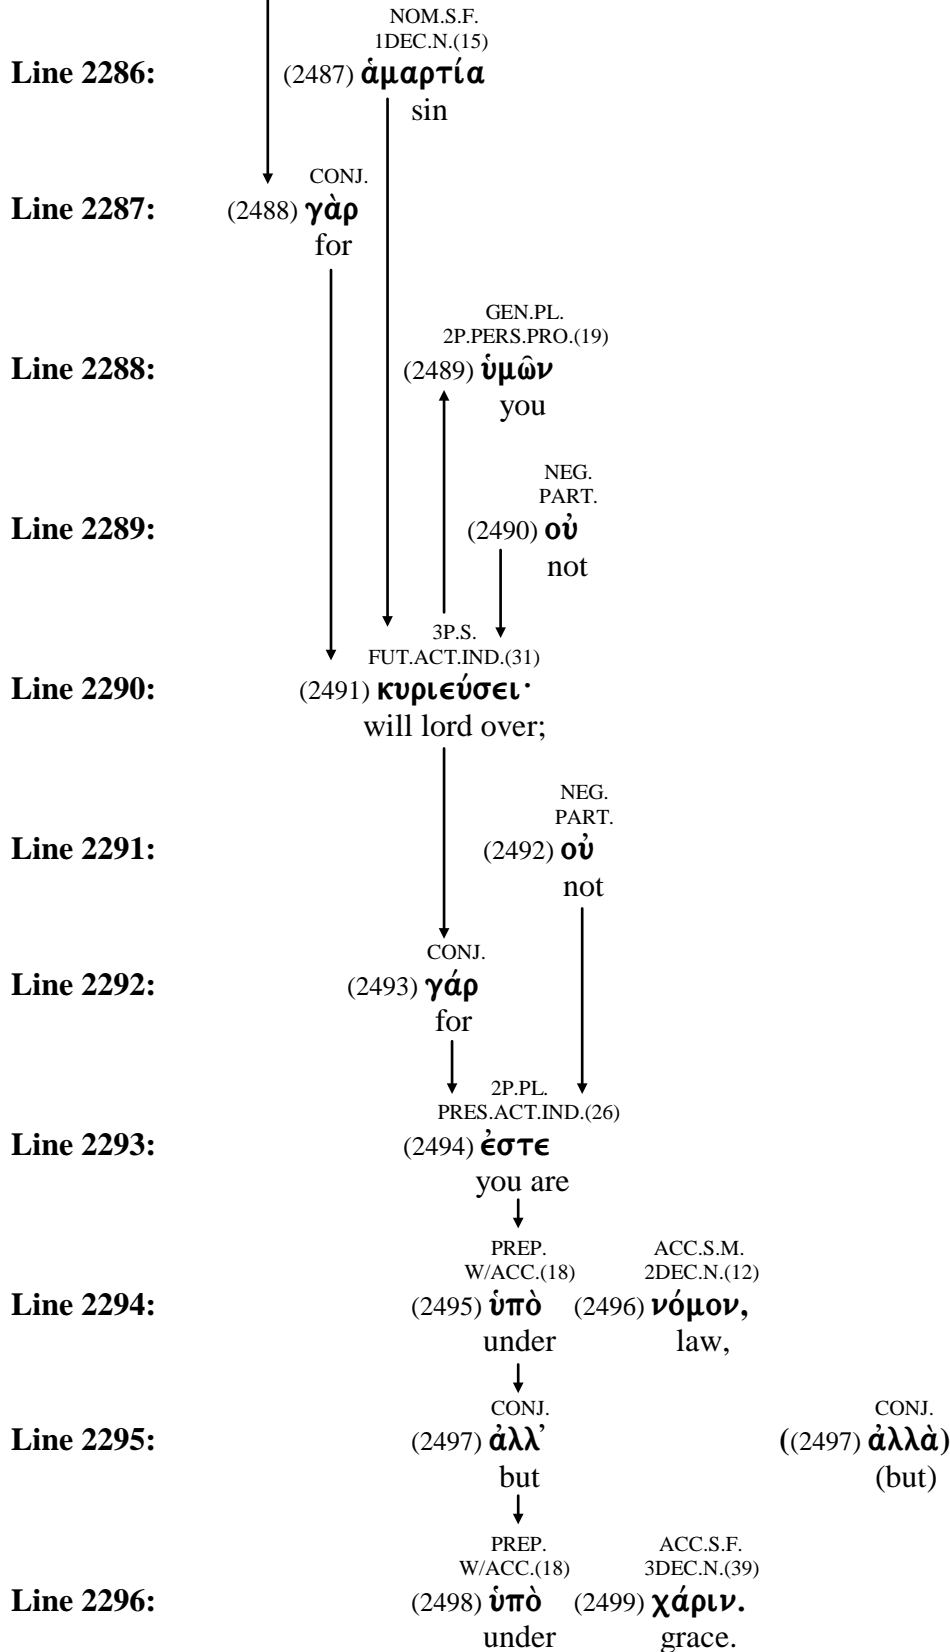 NOM.S.F.
1DEC.N.(15)
Line 2286: (2487) ἁμαρτία
sin
CONJ.
Line 2287: (2488) γὰρ
for
GEN.PL.
2P.PERS.PRO.(19)
Line 2288: (2489) ὑμῶν
you
NEG.
PART.
Line 2289: (2490) οὐ
not
3P.S.
FUT.ACT.IND.(31)
Line 2290: (2491) κυριεύσει·
will lord over;
NEG.
PART.
Line 2291: (2492) οὐ
not
CONJ.
Line 2292: (2493) γάρ
for
2P.PL.
PRES.ACT.IND.(26)
Line 2293: (2494) ἐστε
you are
PREP. ACC.S.M.
W/ACC.(18) 2DEC.N.(12)
Line 2294: (2495) ὑπὸ (2496) νόμον,
under law,
CONJ. CONJ.
Line 2295: (2497) ἀλλ’ ((2497) ἀλλὰ)
but (but)
PREP. ACC.S.F.
W/ACC.(18) 3DEC.N.(39)
Line 2296: (2498) ὑπὸ (2499) χάριν.
under grace.